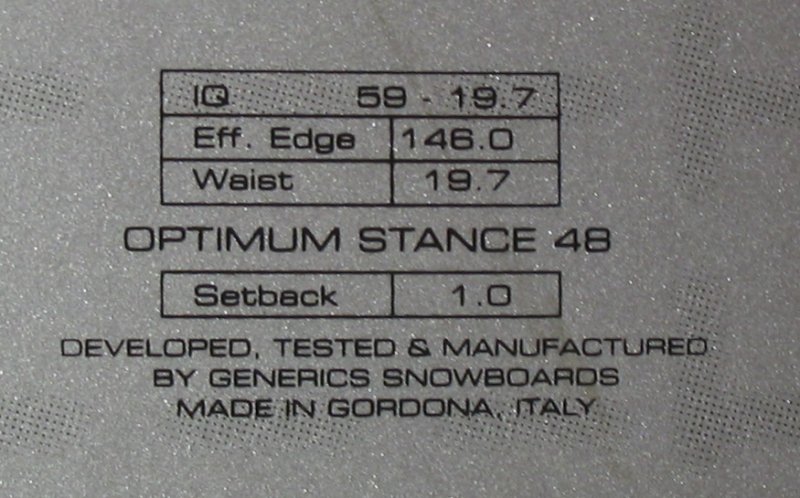 IQ 59 - 19.7
Eff. Edge 146.0
Waist 19.7
OPTIMUM STANCE 48
Setback 1.0
DEVELOPED, TESTED & MANUFACTURED
BY GENERICS SNOWBOARDS
MADE IN GORDONA, ITALY